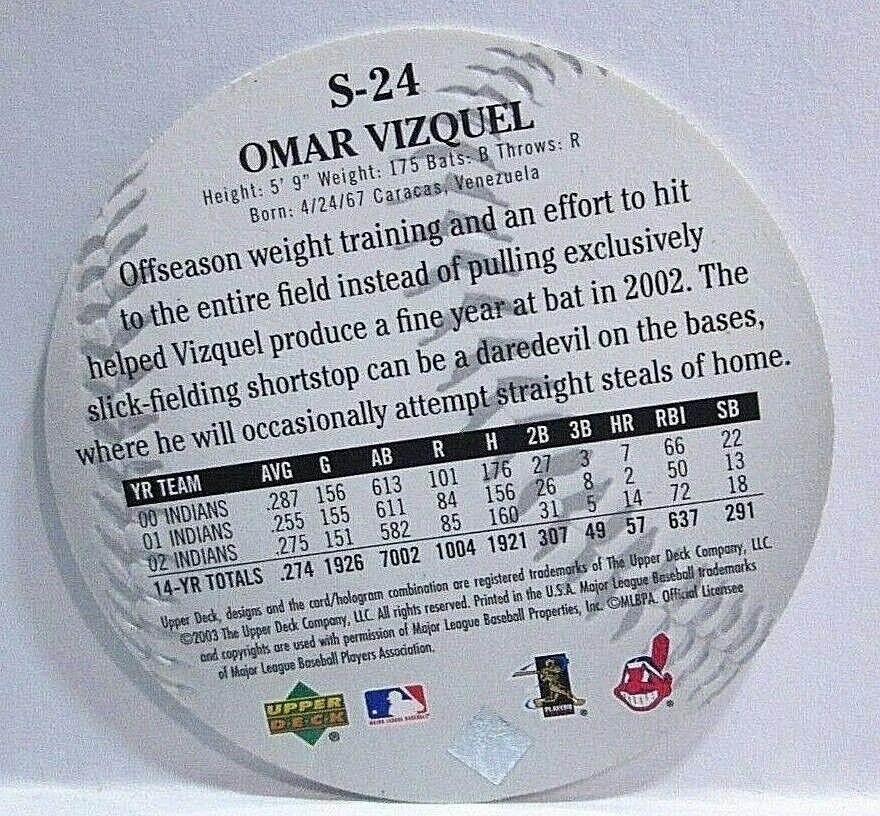 S-24
OMAR VIZQUEL
Height: 5' 9" Weight: 175 Bats: B Throws: R
Born: 4/24/67 Caracas, Venezuela
Offseason weight training and an effort to hit
to the entire field instead of pulling exclusively
helped Vizquel produce a fine year at bat in 2002. The
slick-fielding shortstop can be a daredevil on the bases,
where he will occasionally attempt straight steals of home.
YR TEAM AVG G AB R H 2B 3B HR RBI SB
00 INDIANS .287 156 613 101 176 27 3 7 66 22
01 INDIANS .255 155 611 84 156 26 8 2 50 13
02 INDIANS .275 151 582 85 160 31 5 14 72 18
14-YR TOTALS .274 1926 7002 1004 1921 307 49 57 637 291
Upper Deck, designs and the card/hologram combination are registered trademarks of The Upper Deck Company, LLC.
©2003 The Upper Deck Company, LLC. All rights reserved. Printed in the U.S.A. Major League Baseball trademarks
and copyrights are used with permission of Major League Baseball Properties, Inc. ©MLBPA. Official Licensee
of Major League Baseball Players Association.
UPPER
DECK
MAJOR LEAGUE BASEBALL
PLAYERS